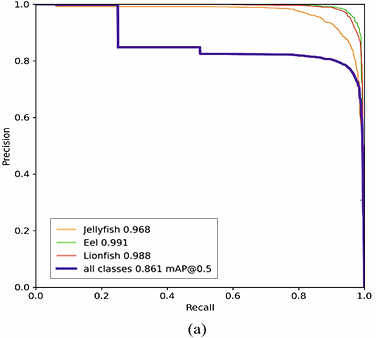 1.0
0.8
0.6
0.4
0.2
0.0
Precision
Jellyfish 0.968
Eel 0.991
Lionfish 0.988
all classes 0.861 mAP@0.5
0.0 0.2 0.4 0.6 0.8 1.0
Recall
(a)